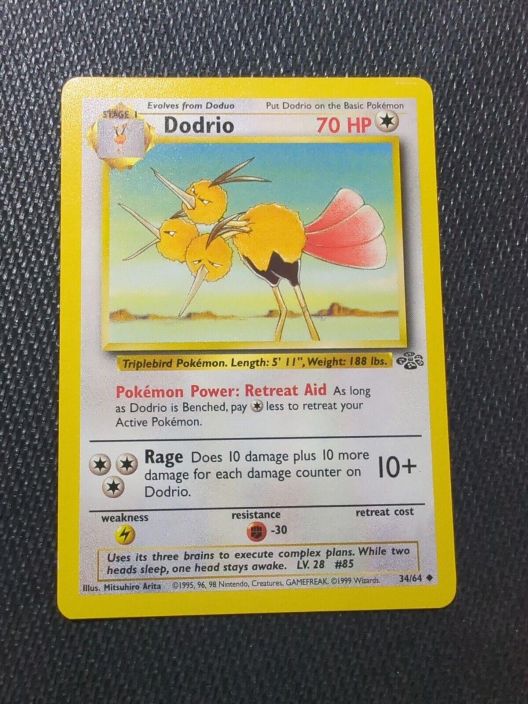 Evolves from Doduo Put Dodrio on the Basic Pokémon
STAGE 1
Dodrio 70 HP
Triplebird Pokémon. Length: 5' 11", Weight: 188 lbs.
Pokémon Power: Retreat Aid As long
as Dodrio is Benched, pay less to retreat your
Active Pokémon.
Rage Does 10 damage plus 10 more
damage for each damage counter on
Dodrio.
10+
weakness resistance retreat cost
-30
Uses its three brains to execute complex plans. While two
heads sleep, one head stays awake. LV. 28 #85
Illus. Mitsuhiro Arita ©1995, 96, 98 Nintendo, Creatures, GAMEFREAK. ©1999 Wizards. 34/64